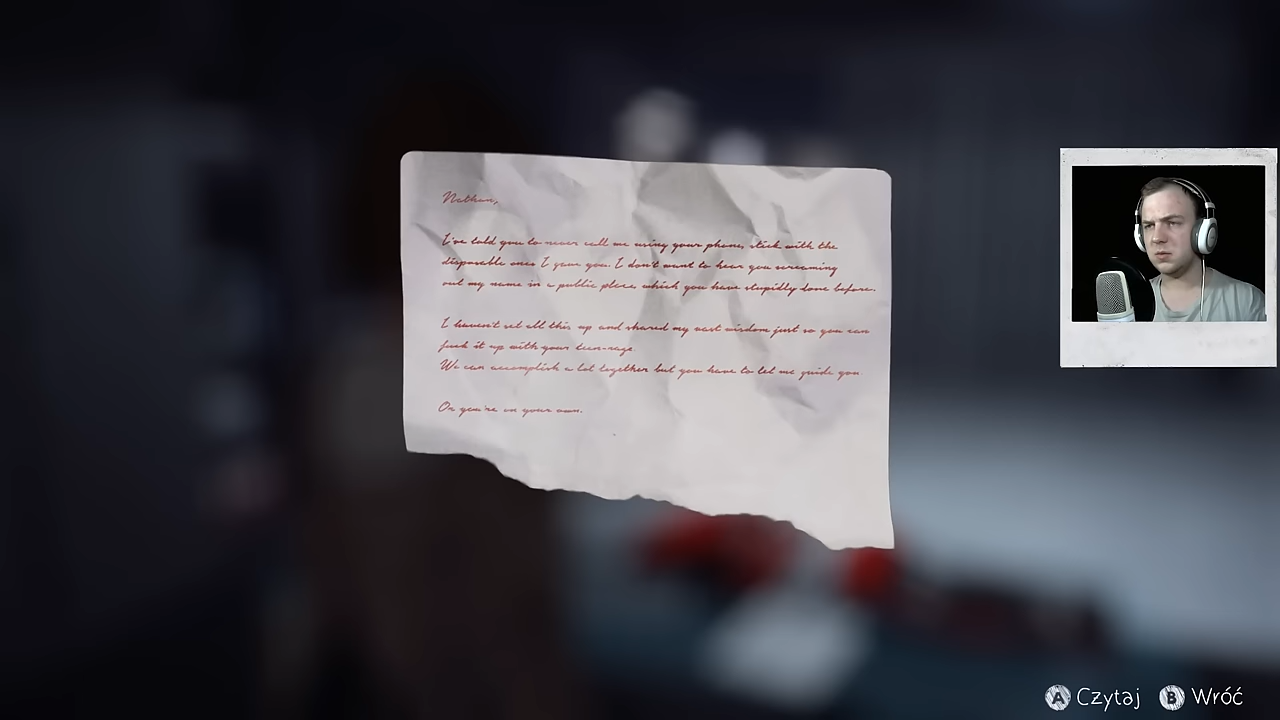 Nathan,
I've told you to never call me using your phone, stick with the
disposable ones I gave you. I don't want to hear you screaming
out my name in a public place, which you have stupidly done before.
I haven't set all this up and shared my vast wisdom just so you can
fuck it up with your teen-rage.
We can accomplish a lot together but you have to let me guide you.
Or you're on your own.
A Czytaj B Wróć